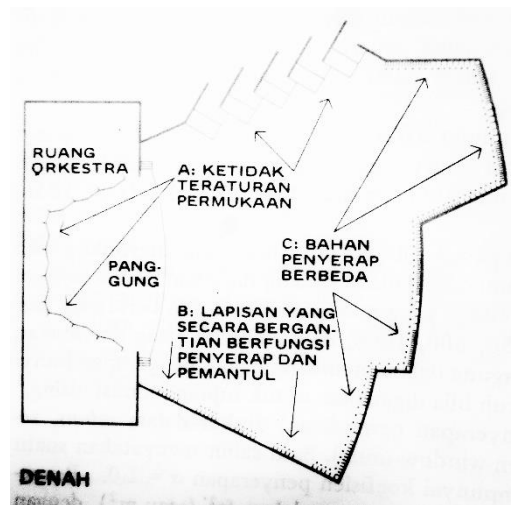 RUANG
ORKESTRA
A: KETIDAK
TERATURAN
PERMUKAAN
PANG-
GUNG
C: BAHAN
PENYERAP
BERBEDA
B: LAPISAN YANG
SECARA BERGAN-
TIAN BERFUNGSI
PENYERAP DAN
PEMANTUL
DENAH